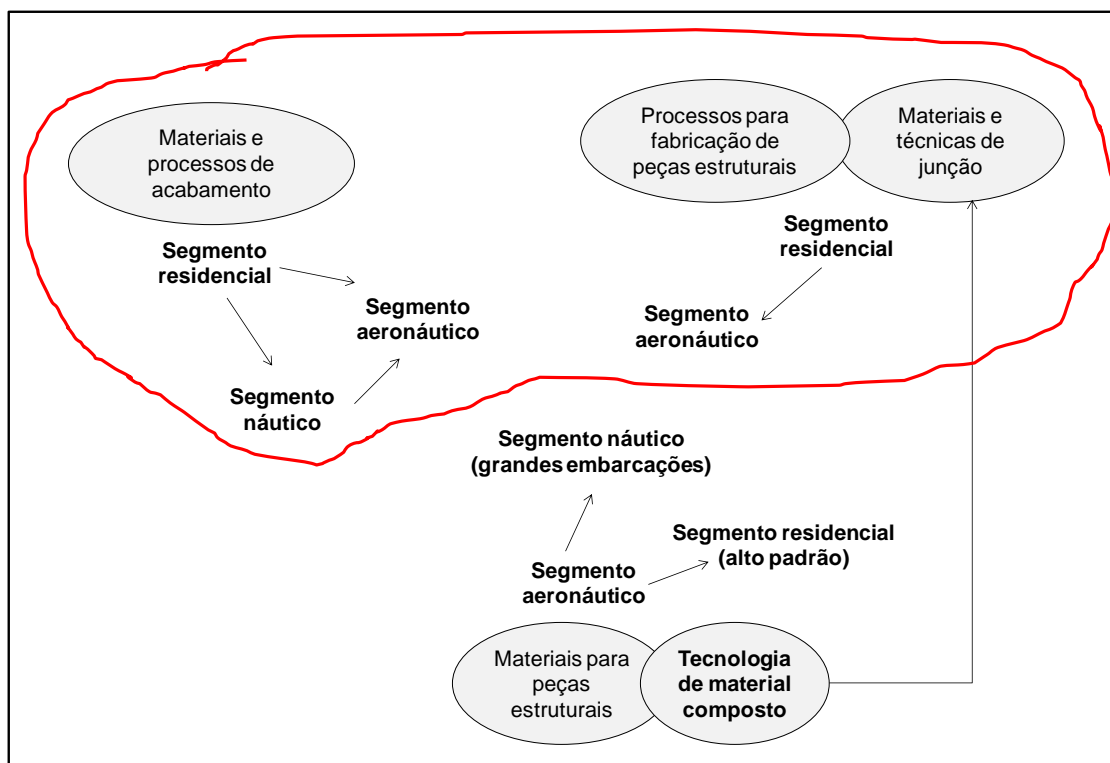 Materiais e
processos de
acabamento
Processos para
fabricação de
peças estruturais
Materiais e
técnicas de
junção
Segmento
residencial
Segmento
aeronáutico
Segmento
náutico
Segmento
residencial
Segmento
aeronáutico
Segmento náutico
(grandes embarcações)
Segmento residencial
(alto padrão)
Segmento
aeronáutico
Materiais para
peças
estruturais
Tecnologia
de material
composto